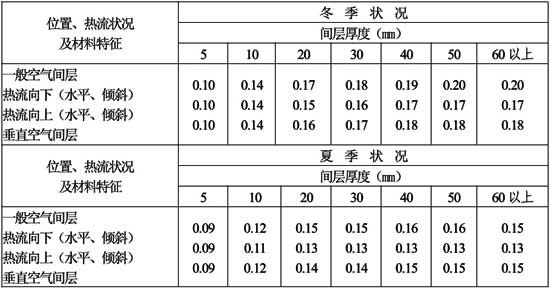 位置、热流状况
及材料特征
冬 季 状 况
间层厚度（mm）
5 10 20 30 40 50 60 以上
一般空气间层
热流向下（水平、倾斜） 0.10 0.14 0.17 0.18 0.19 0.20 0.20
热流向上（水平、倾斜） 0.10 0.14 0.15 0.16 0.17 0.17 0.17
垂直空气间层 0.10 0.14 0.16 0.17 0.18 0.18 0.18
位置、热流状况
及材料特征
夏 季 状 况
间层厚度（mm）
5 10 20 30 40 50 60 以上
一般空气间层
热流向下（水平、倾斜） 0.09 0.12 0.15 0.15 0.16 0.16 0.15
热流向上（水平、倾斜） 0.09 0.11 0.13 0.13 0.13 0.13 0.13
垂直空气间层 0.09 0.12 0.14 0.14 0.15 0.15 0.15